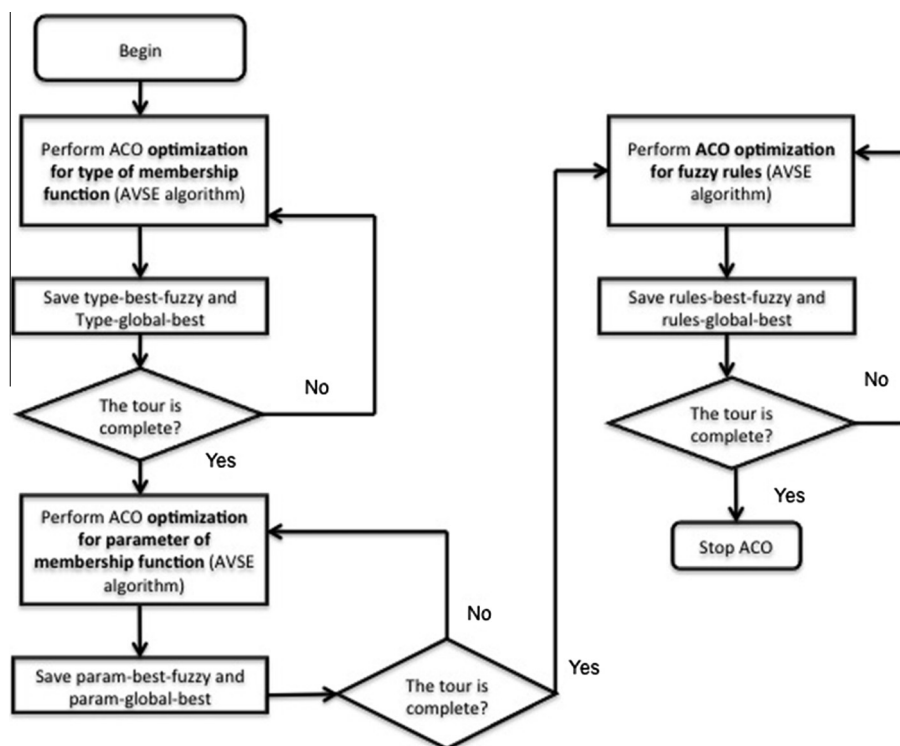 Begin
Perform ACO optimization
for type of membership
function (AVSE algorithm)
Save type-best-fuzzy and
Type-global-best
The tour is
complete?
No
Yes
Perform ACO optimization
for parameter of
membership function (AVSE
algorithm)
Save param-best-fuzzy and
param-global-best
The tour is
complete?
No
Yes
Perform ACO optimization
for fuzzy rules (AVSE
algorithm)
Save rules-best-fuzzy and
rules-global-best
The tour is
complete?
No
Yes
Stop ACO